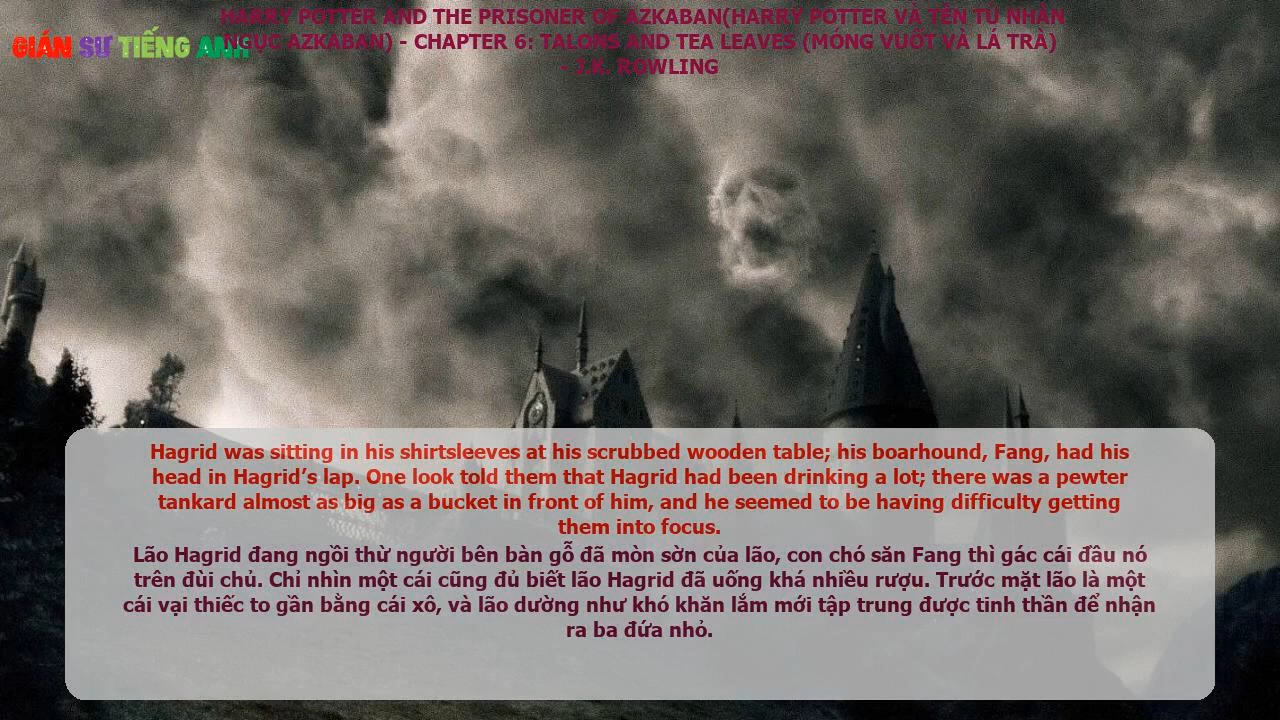 HARRY POTTER AND THE PRISONER OF AZKABAN(HARRY POTTER VÀ TÊN TÙ NHÂN
NGỤC AZKABAN) - CHAPTER 6: TALONS AND TEA LEAVES (MÓNG VUỐT VÀ LÁ TRÀ)
- J.K. ROWLING
GIÁN SƯ TIẾNG ANH
Hagrid was sitting in his shirtsleeves at his scrubbed wooden table; his boarhound, Fang, had his
head in Hagrid’s lap. One look told them that Hagrid had been drinking a lot; there was a pewter
tankard almost as big as a bucket in front of him, and he seemed to be having difficulty getting
them into focus.
Lão Hagrid đang ngồi thừ người bên bàn gỗ đã mòn sờn của lão, con chó săn Fang thì gác cái đầu nó
trên đùi chủ. Chỉ nhìn một cái cũng đủ biết lão Hagrid đã uống khá nhiều rượu. Trước mặt lão là một
cái vại thiếc to gần bằng cái xô, và lão dường như khó khăn lắm mới tập trung được tinh thần để nhận
ra ba đứa nhỏ.